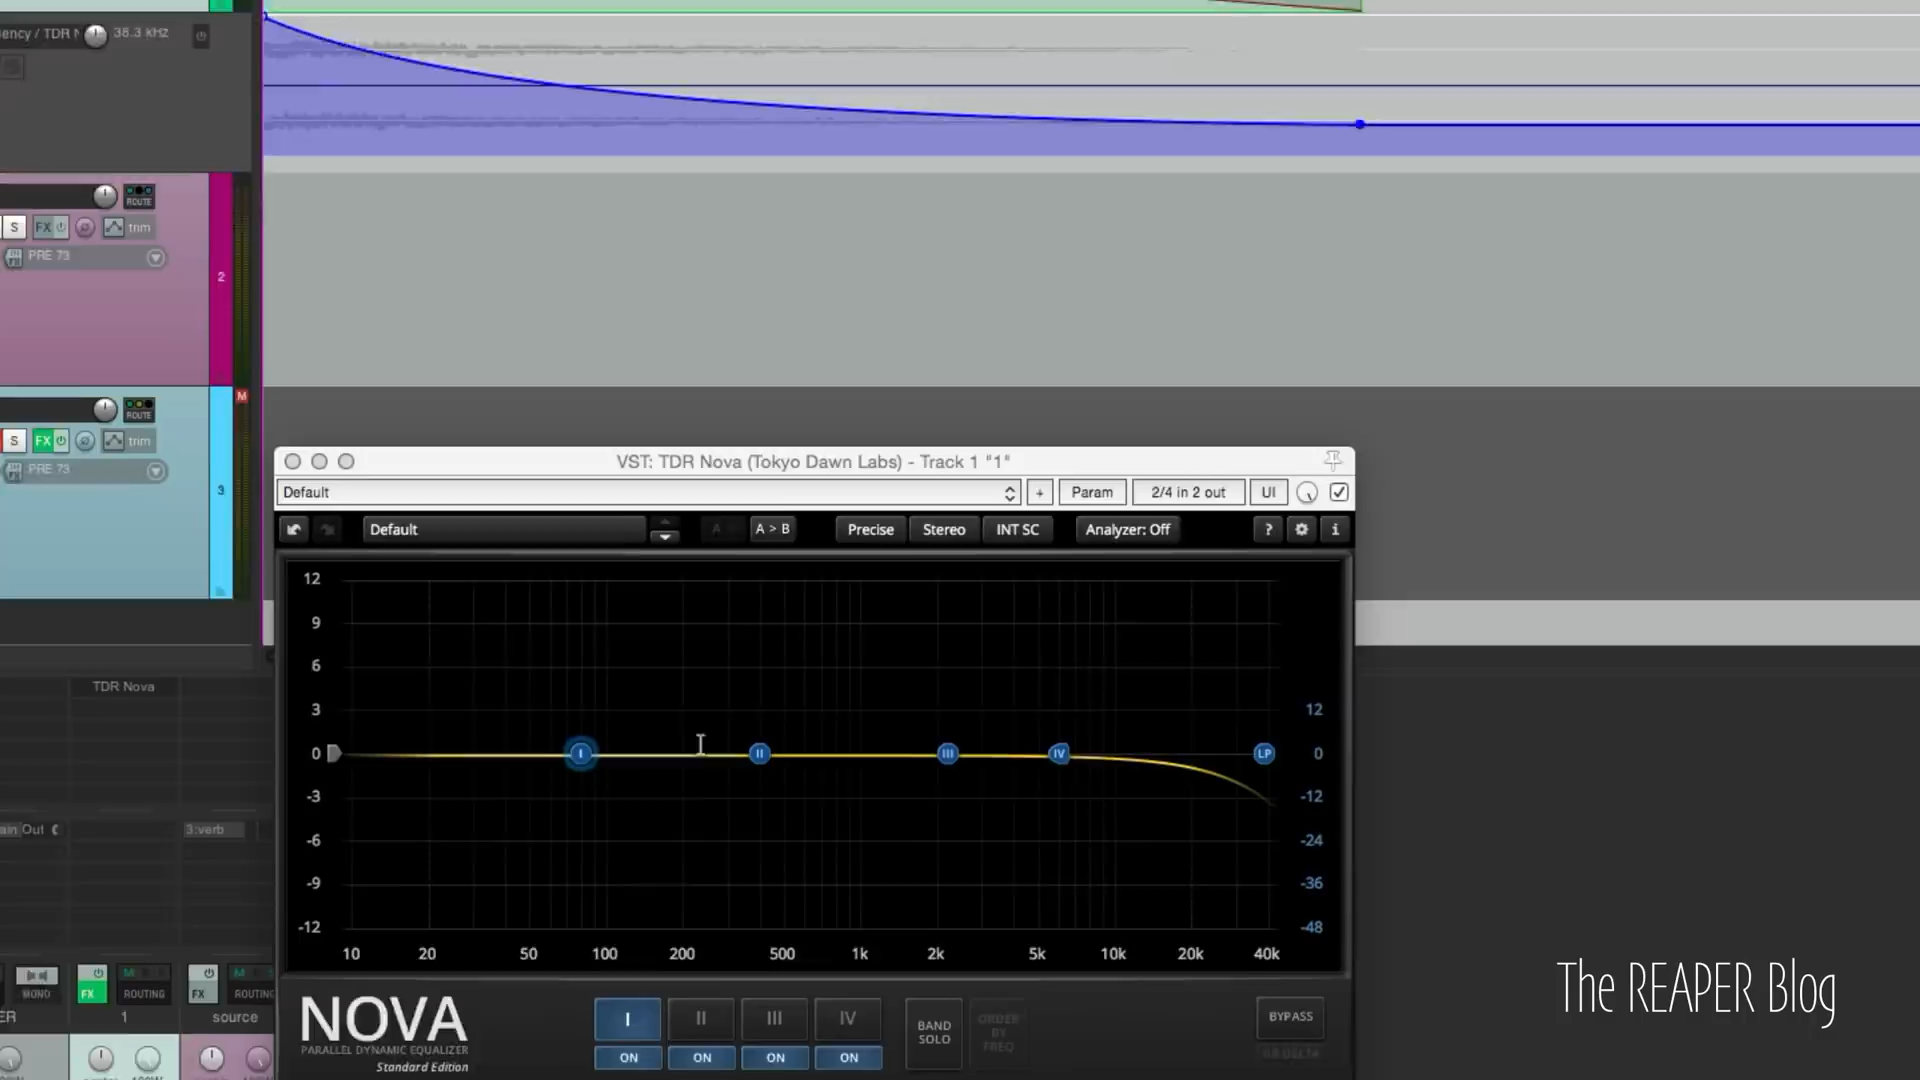 ency / TDR N 38.3 kHz
ROUTE
S FX trim
PRE 73
2
M
ROUTE
S FX trim
PRE 73
3
VST: TDR Nova (Tokyo Dawn Labs) - Track 1 "1"
Default + Param 2/4 in 2 out UI
Default A A > B Precise Stereo INT SC Analyzer: Off ? i
12
9
6
3 12
0 I II III IV LP 0
-3 -12
-6 -24
-9 -36
-12 -48
10 20 50 100 200 500 1k 2k 5k 10k 20k 40k
TDR Nova
ain Out
3:verb
MONO FX M ROUTING FX M ROUTING
ER 1 source
NOVA
PARALLEL DYNAMIC EQUALIZER
Standard Edition
I II III IV
ON ON ON ON
BAND
SOLO
ORDER
BY
FREQ
BYPASS
GR DELTA
The REAPER Blog